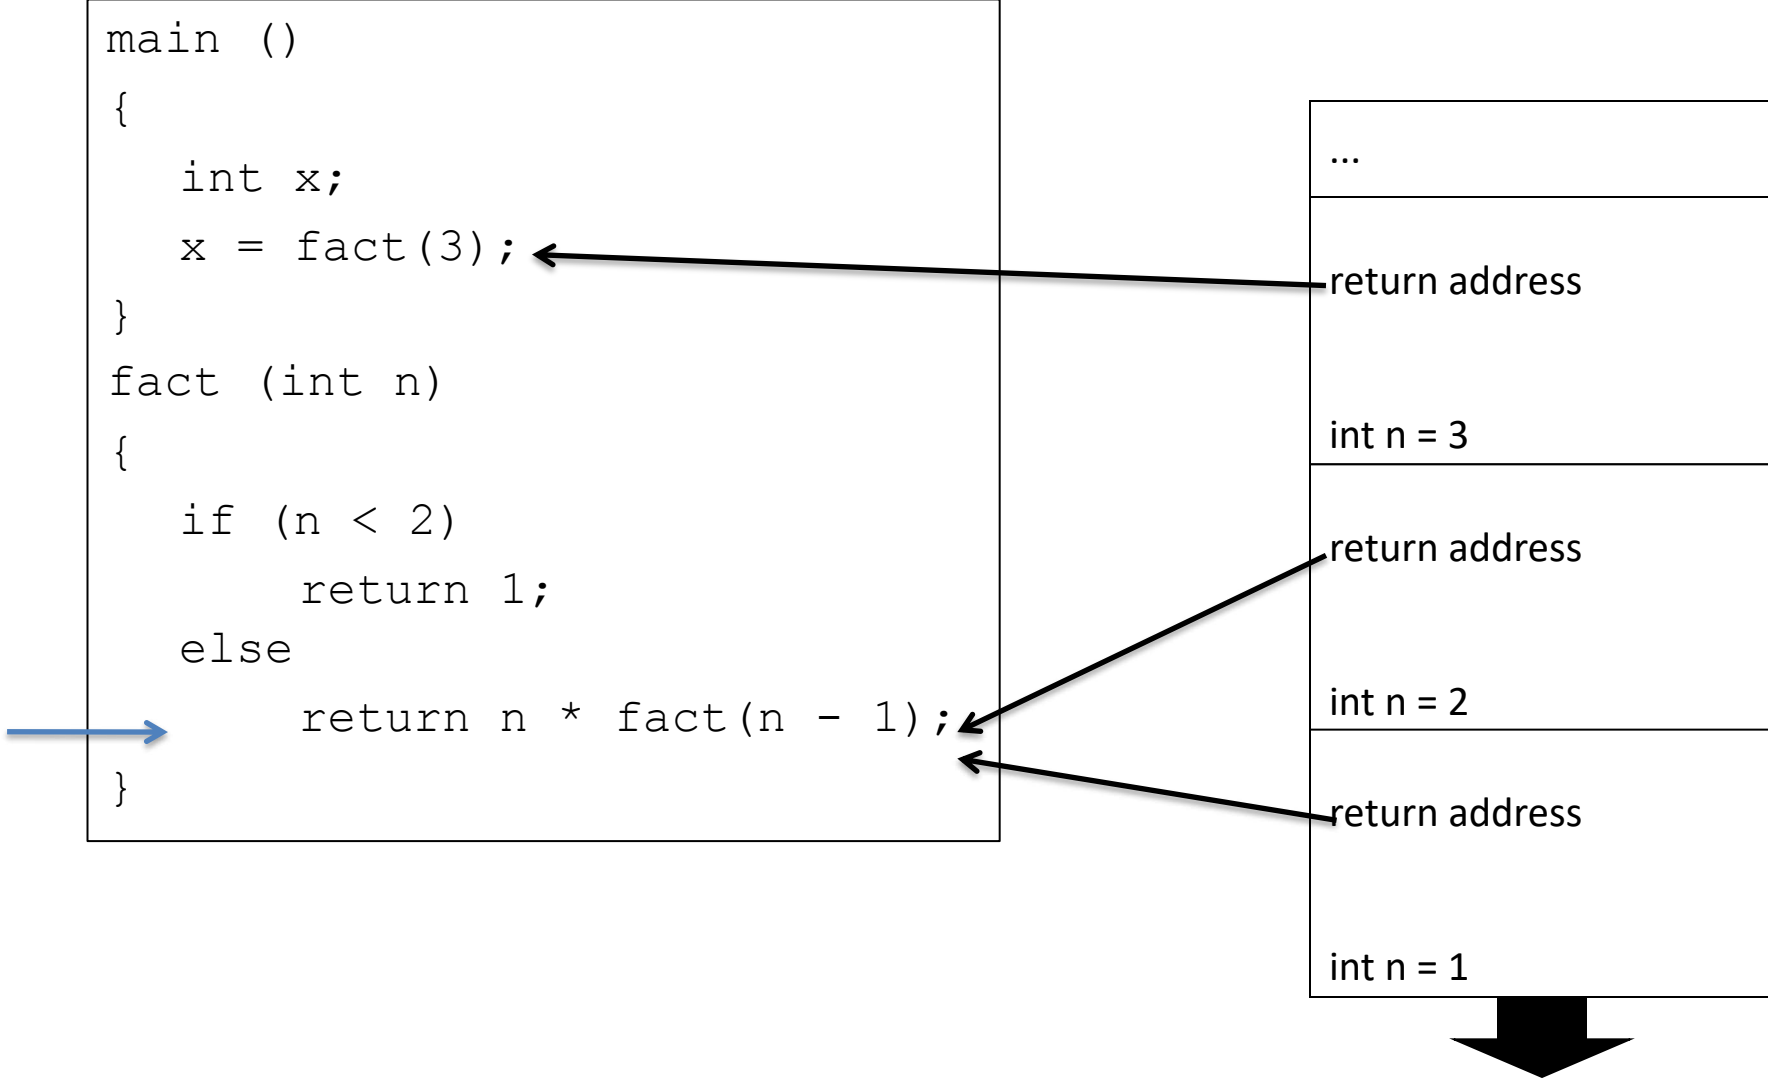 main ()
{
int x;
x = fact(3);
}
fact (int n)
{
if (n < 2)
return 1;
else
return n * fact(n - 1);
}
...
return address
int n = 3
return address
int n = 2
return address
int n = 1